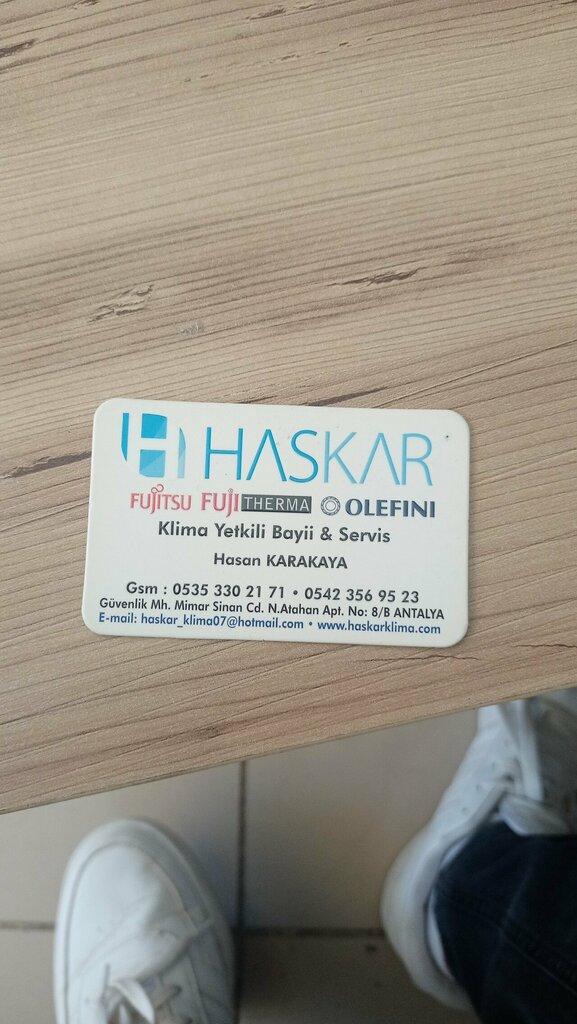 HASKAR
FUJITSU FUJI THERMA OLEFINI
Klima Yetkili Bayii & Servis
Hasan KARAKAYA
Gsm : 0535 330 21 71 • 0542 356 95 23
Güvenlik Mh. Mimar Sinan Cd. N.Atahan Apt. No: 8/B ANTALYA
E-mail: haskar_klima07@hotmail.com • www.haskarklima.com